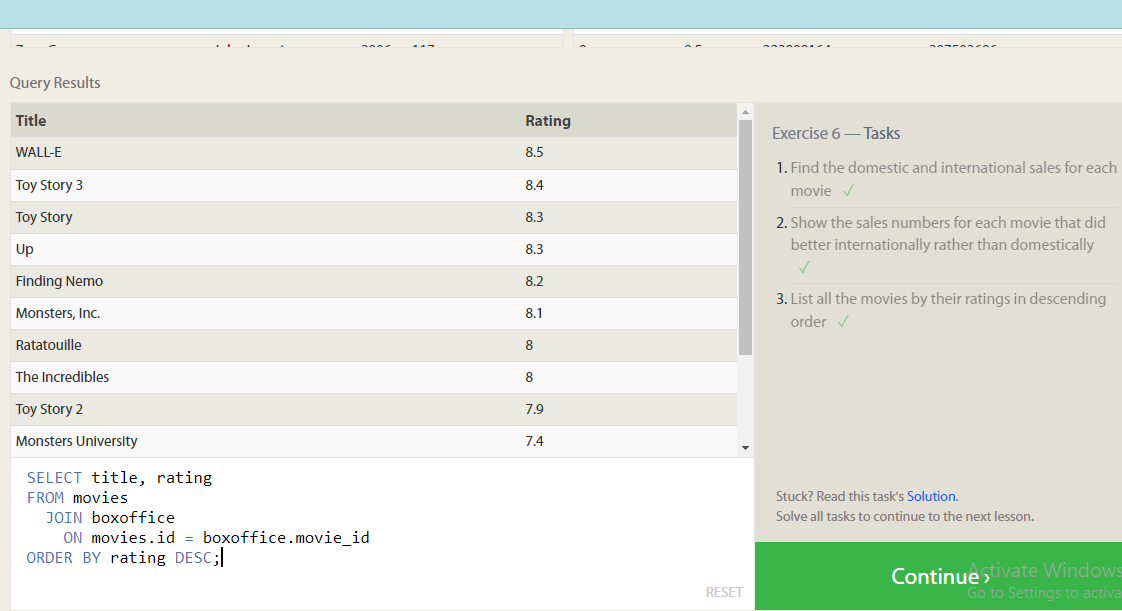 Query Results
Title Rating
WALL-E 8.5
Toy Story 3 8.4
Toy Story 8.3
Up 8.3
Finding Nemo 8.2
Monsters, Inc. 8.1
Ratatouille 8
The Incredibles 8
Toy Story 2 7.9
Monsters University 7.4
SELECT title, rating
FROM movies
JOIN boxoffice
ON movies.id = boxoffice.movie_id
ORDER BY rating DESC;
RESET
Exercise 6 — Tasks
1. Find the domestic and international sales for each
movie ✓
2. Show the sales numbers for each movie that did
better internationally rather than domestically
✓
3. List all the movies by their ratings in descending
order ✓
Stuck? Read this task's Solution.
Solve all tasks to continue to the next lesson.
Continue ›
Activate Windows
Go to Settings to activa